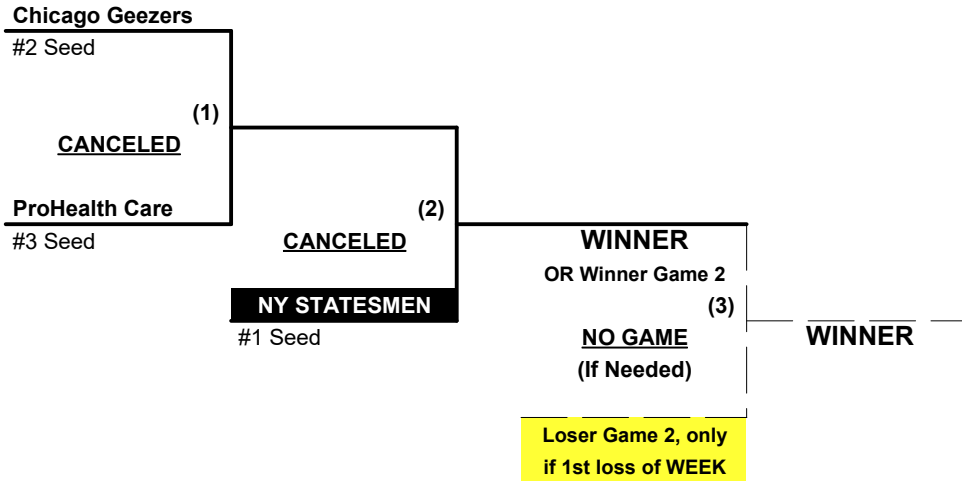 Chicago Geezers
#2 Seed
(1)
CANCELED
ProHealth Care
#3 Seed
(2)
CANCELED
NY STATESMEN
#1 Seed
WINNER
OR Winner Game 2
(3)
NO GAME
(If Needed)
WINNER
Loser Game 2, only
if 1st loss of WEEK